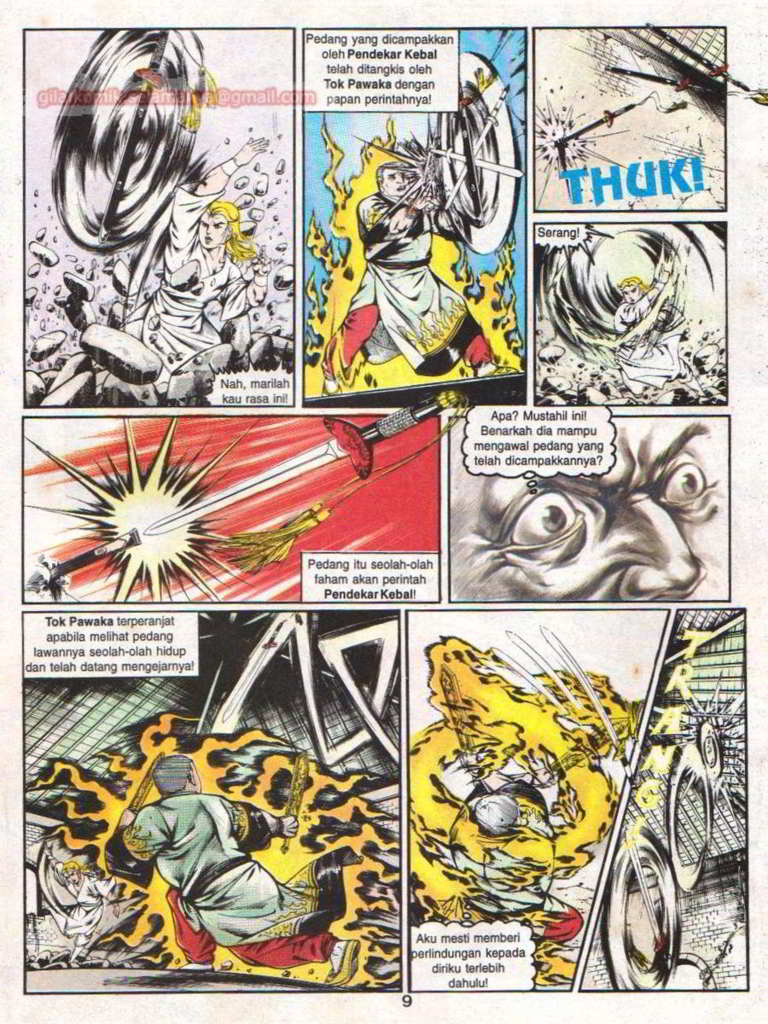 gilakomikselamanya@gmail.com
Nah, marilah
kau rasa ini!
Pedang yang dicampakkan
oleh Pendekar Kebal
telah ditangkis oleh
Tok Pawaka dengan
papan perintahnya!
THUK!
Serang!
Pedang itu seolah-olah
faham akan perintah
Pendekar Kebal!
Apa? Mustahil ini!
Benarkah dia mampu
mengawal pedang yang
telah dicampakkannya?
Tok Pawaka terperanjat
apabila melihat pedang
lawannya seolah-olah hidup
dan telah datang mengejarnya!
Aku mesti memberi
perlindungan kepada
diriku terlebih
dahulu!
TRANG!
9